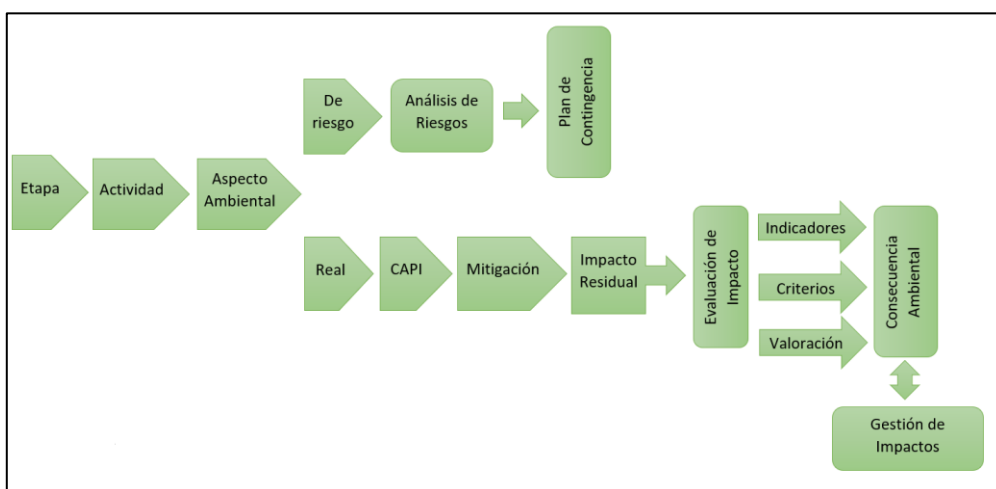 De
riesgo
Análisis de
Riesgos
Plan de
Contingencia
Etapa
Actividad
Aspecto
Ambiental
Real
CAPI
Mitigación
Impacto
Residual
Evaluación de
Impacto
Indicadores
Criterios
Valoración
Consecuencia
Ambiental
Gestión de
Impactos